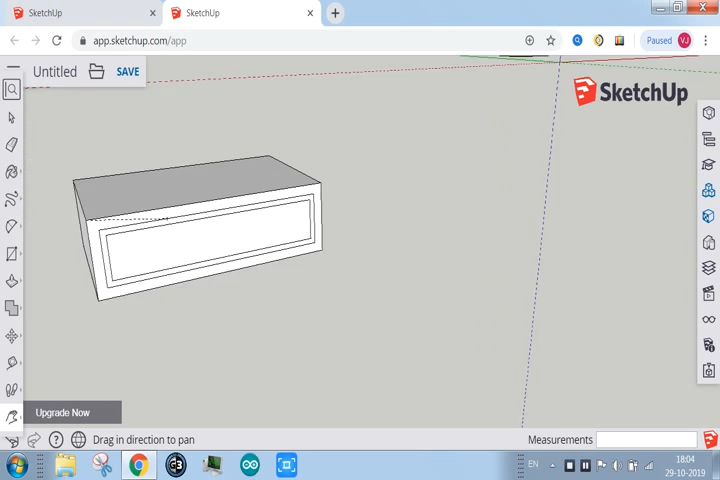 SketchUp
SketchUp
app.sketchup.com/app
Paused
VJ
Untitled
SAVE
SketchUp
Upgrade Now
Drag in direction to pan
Measurements
EN
18:04
29-10-2019